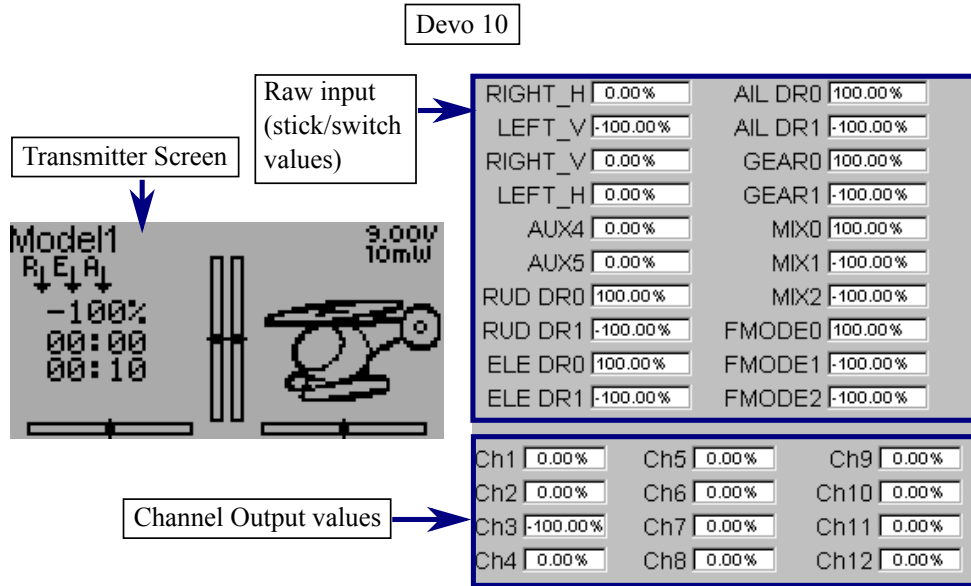 Devo 10
Raw input
(stick/switch
values)
Transmitter Screen
Model1
9.00V
10mW
R E A
-100%
00:00
00:10
RIGHT_H 0.00% AIL DR0 100.00%
LEFT_V -100.00% AIL DR1 -100.00%
RIGHT_V 0.00% GEAR0 100.00%
LEFT_H 0.00% GEAR1 -100.00%
AUX4 0.00% MIX0 100.00%
AUX5 0.00% MIX1 -100.00%
RUD DR0 100.00% MIX2 -100.00%
RUD DR1 -100.00% FMODE0 100.00%
ELE DR0 100.00% FMODE1 -100.00%
ELE DR1 -100.00% FMODE2 -100.00%
Channel Output values
Ch1 0.00% Ch5 0.00% Ch9 0.00%
Ch2 0.00% Ch6 0.00% Ch10 0.00%
Ch3 -100.00% Ch7 0.00% Ch11 0.00%
Ch4 0.00% Ch8 0.00% Ch12 0.00%